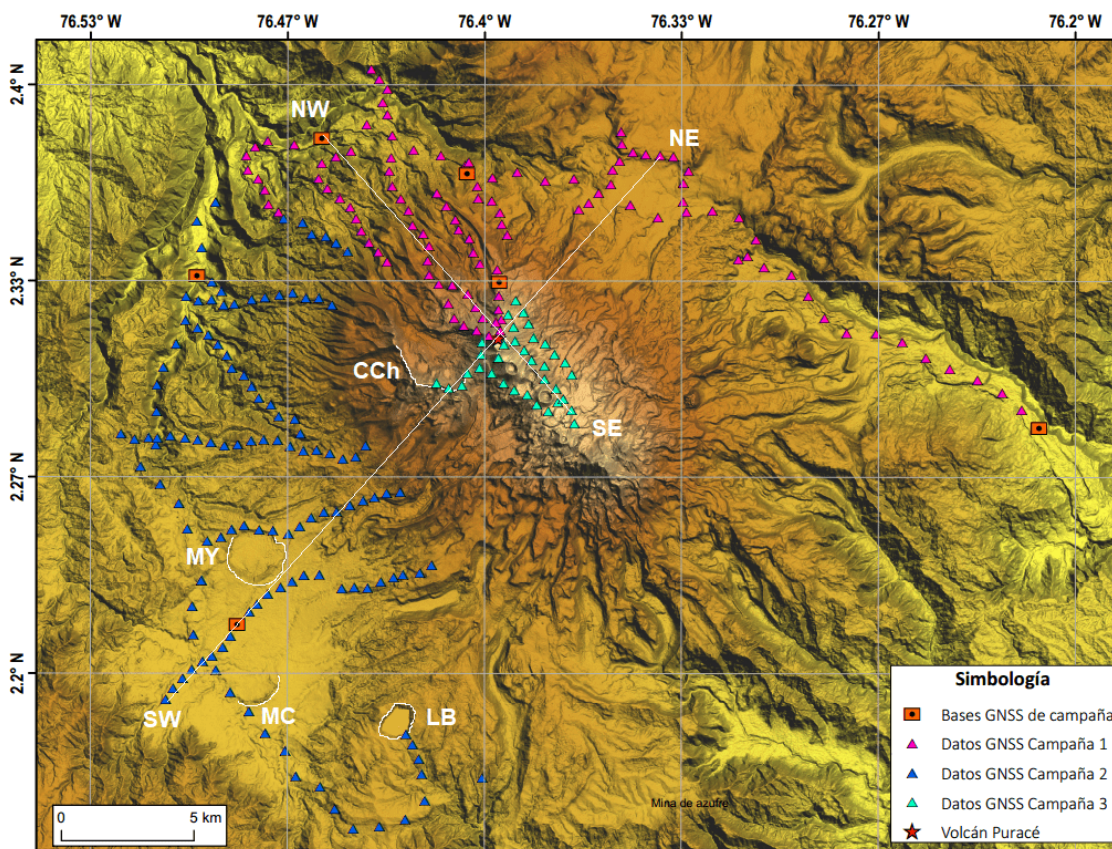 76.53° W 76.47° W 76.40° W 76.33° W 76.27° W 76.2° W
2.4° N
NW
NE
2.33° N
CCh
SE
2.27° N
MY
2.2° N
SW
MC
LB
Mina de azufre
0 5 km
Simbología
Bases GNSS de campaña
Datos GNSS Campaña 1
Datos GNSS Campaña 2
Datos GNSS Campaña 3
Volcán Puracé